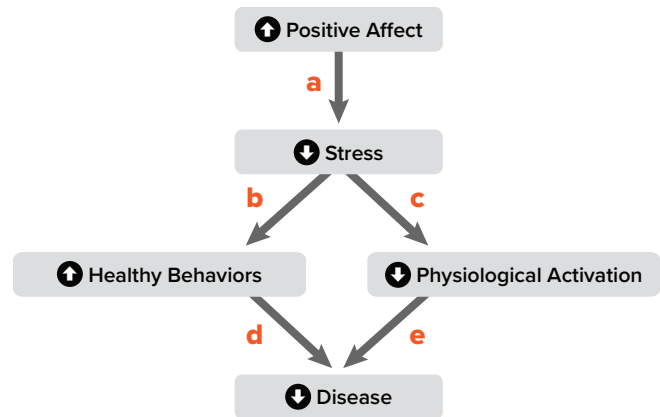 Positive Affect
a
Stress
b
c
Healthy Behaviors
Physiological Activation
d
e
Disease